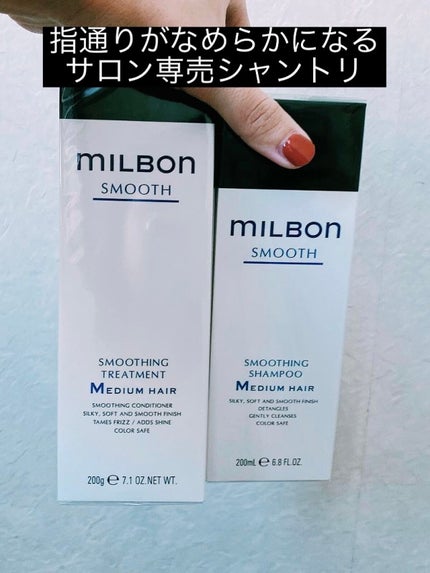 指通りがなめらかになる
サロン専売シャントリ
milbon
SMOOTH
SMOOTHING
TREATMENT
MEDIUM HAIR
SMOOTHING CONDITIONER
SILKY, SOFT AND SMOOTH FINISH
TAMES FRIZZ / ADDS SHINE
COLOR SAFE
200g e 7.1 OZ.NET WT.
milbon
SMOOTH
SMOOTHING
SHAMPOO
MEDIUM HAIR
SILKY, SOFT AND SMOOTH FINISH
DETANGLES
GENTLY CLEANSES
COLOR SAFE
200mL e 6.8 FL.OZ.